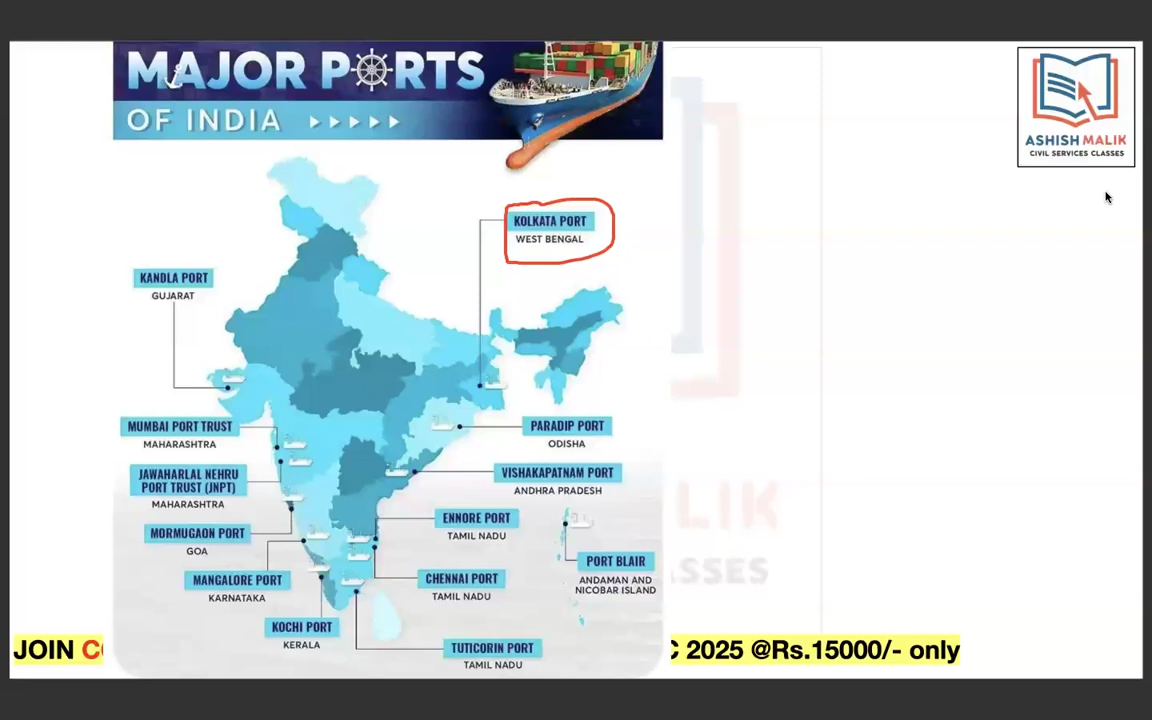 MAJOR PORTS
OF INDIA
ASHISH MALIK
CIVIL SERVICES CLASSES
KOLKATA PORT
WEST BENGAL
KANDLA PORT
GUJARAT
MUMBAI PORT TRUST
MAHARASHTRA
PARADIP PORT
ODISHA
JAWAHARLAL NEHRU
PORT TRUST (JNPT)
MAHARASHTRA
VISHAKAPATNAM PORT
ANDHRA PRADESH
MORMUGAON PORT
GOA
ENNORE PORT
TAMIL NADU
PORT BLAIR
ANDAMAN AND
NICOBAR ISLAND
MANGALORE PORT
KARNATAKA
CHENNAI PORT
TAMIL NADU
KOCHI PORT
KERALA
TUTICORIN PORT
TAMIL NADU
LIK
ASSES
JOIN C C 2025 @Rs.15000/- only